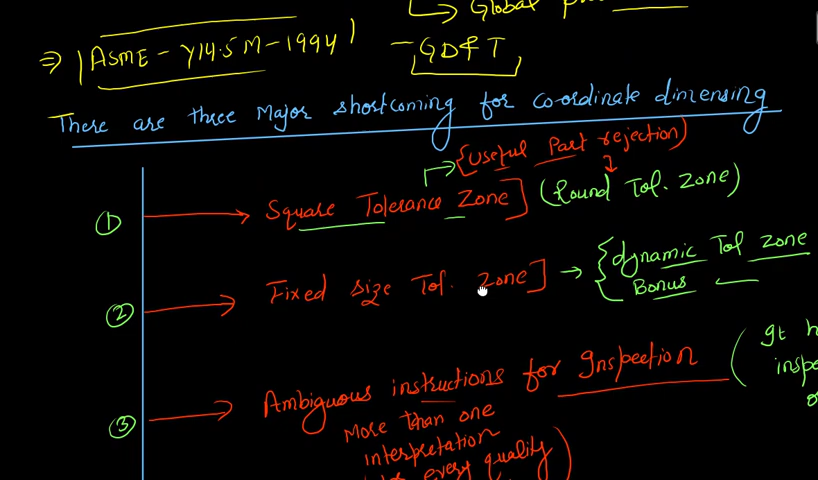 ↳ Global
⇒ |ASME - Y14.5 M - 1994| - GD&T
There are three Major shortcoming for co-ordinate dimensing
{Useful Part rejection)
① → Square Tolerance Zone] (Round Tol. Zone)
② → Fixed size Tol. Zone] → {dynamic Tol zone
Bonus —
③ → Ambiguous instructions for Inspection (It
More than one
interpretation
every quality)